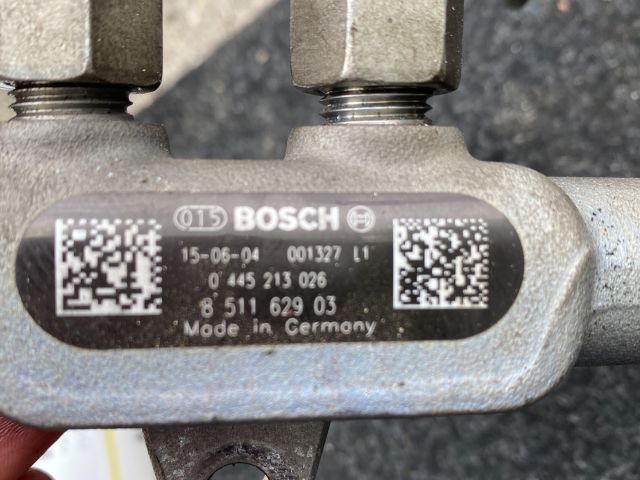 015 BOSCH
15-06-04 001327 L1
0 445 213 026
8 511 629 03
Made in Germany